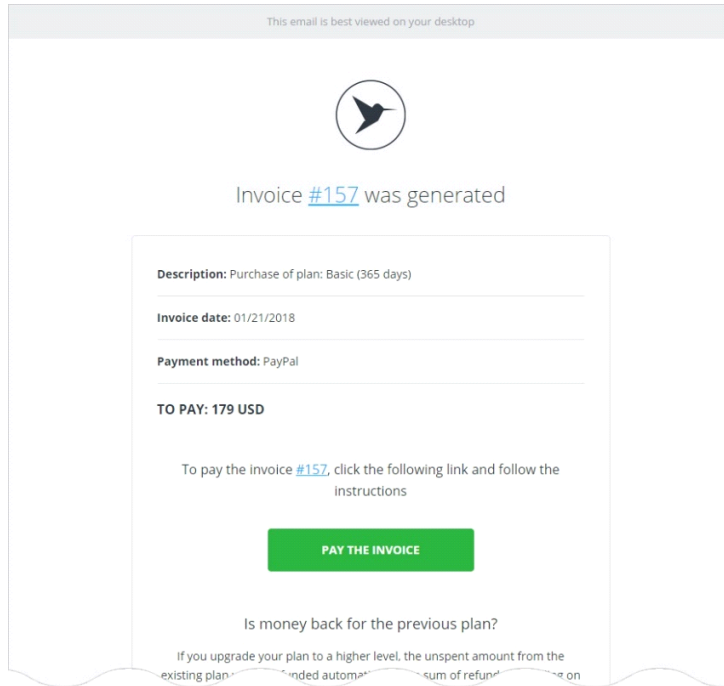 This email is best viewed on your desktop
Invoice #157 was generated
Description: Purchase of plan: Basic (365 days)
Invoice date: 01/21/2018
Payment method: PayPal
TO PAY: 179 USD
To pay the invoice #157, click the following link and follow the
instructions
PAY THE INVOICE
Is money back for the previous plan?
If you upgrade your plan to a higher level, the unspent amount from the
existing plan sum of on